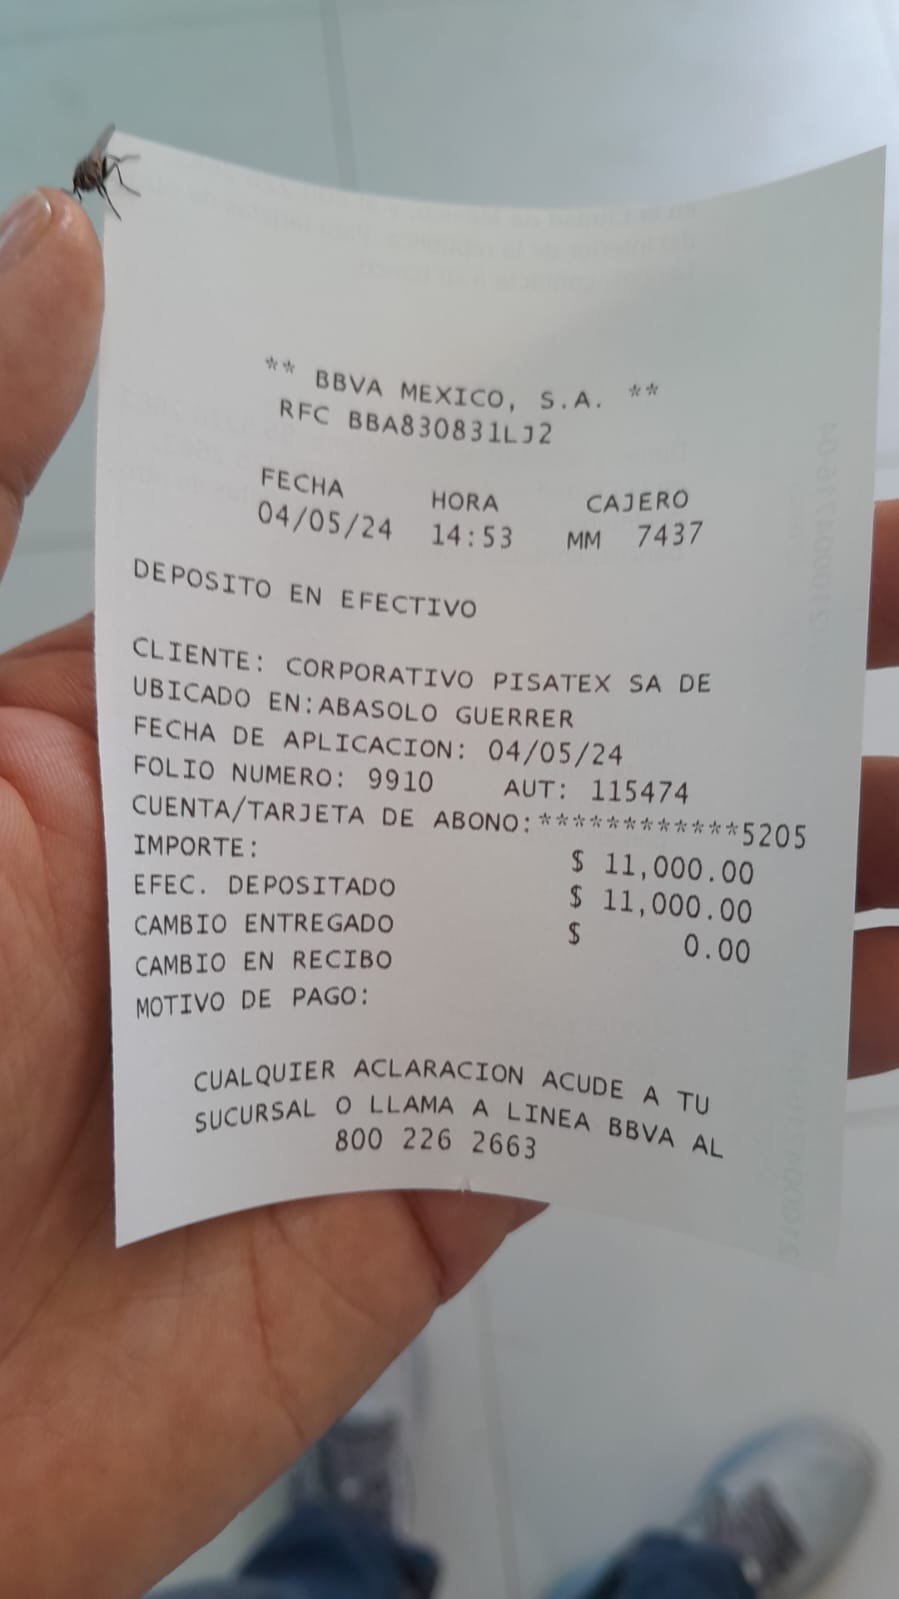 ** BBVA MEXICO, S.A. **
RFC BBA830831LJ2
FECHA HORA CAJERO
04/05/24 14:53 MM 7437
DEPOSITO EN EFECTIVO
CLIENTE: CORPORATIVO PISATEX SA DE
UBICADO EN:ABASOLO GUERRER
FECHA DE APLICACION: 04/05/24
FOLIO NUMERO: 9910 AUT: 115474
CUENTA/TARJETA DE ABONO:************5205
IMPORTE: $ 11,000.00
EFEC. DEPOSITADO $ 11,000.00
CAMBIO ENTREGADO $ 0.00
CAMBIO EN RECIBO
MOTIVO DE PAGO:
CUALQUIER ACLARACION ACUDE A TU
SUCURSAL O LLAMA A LINEA BBVA AL
800 226 2663